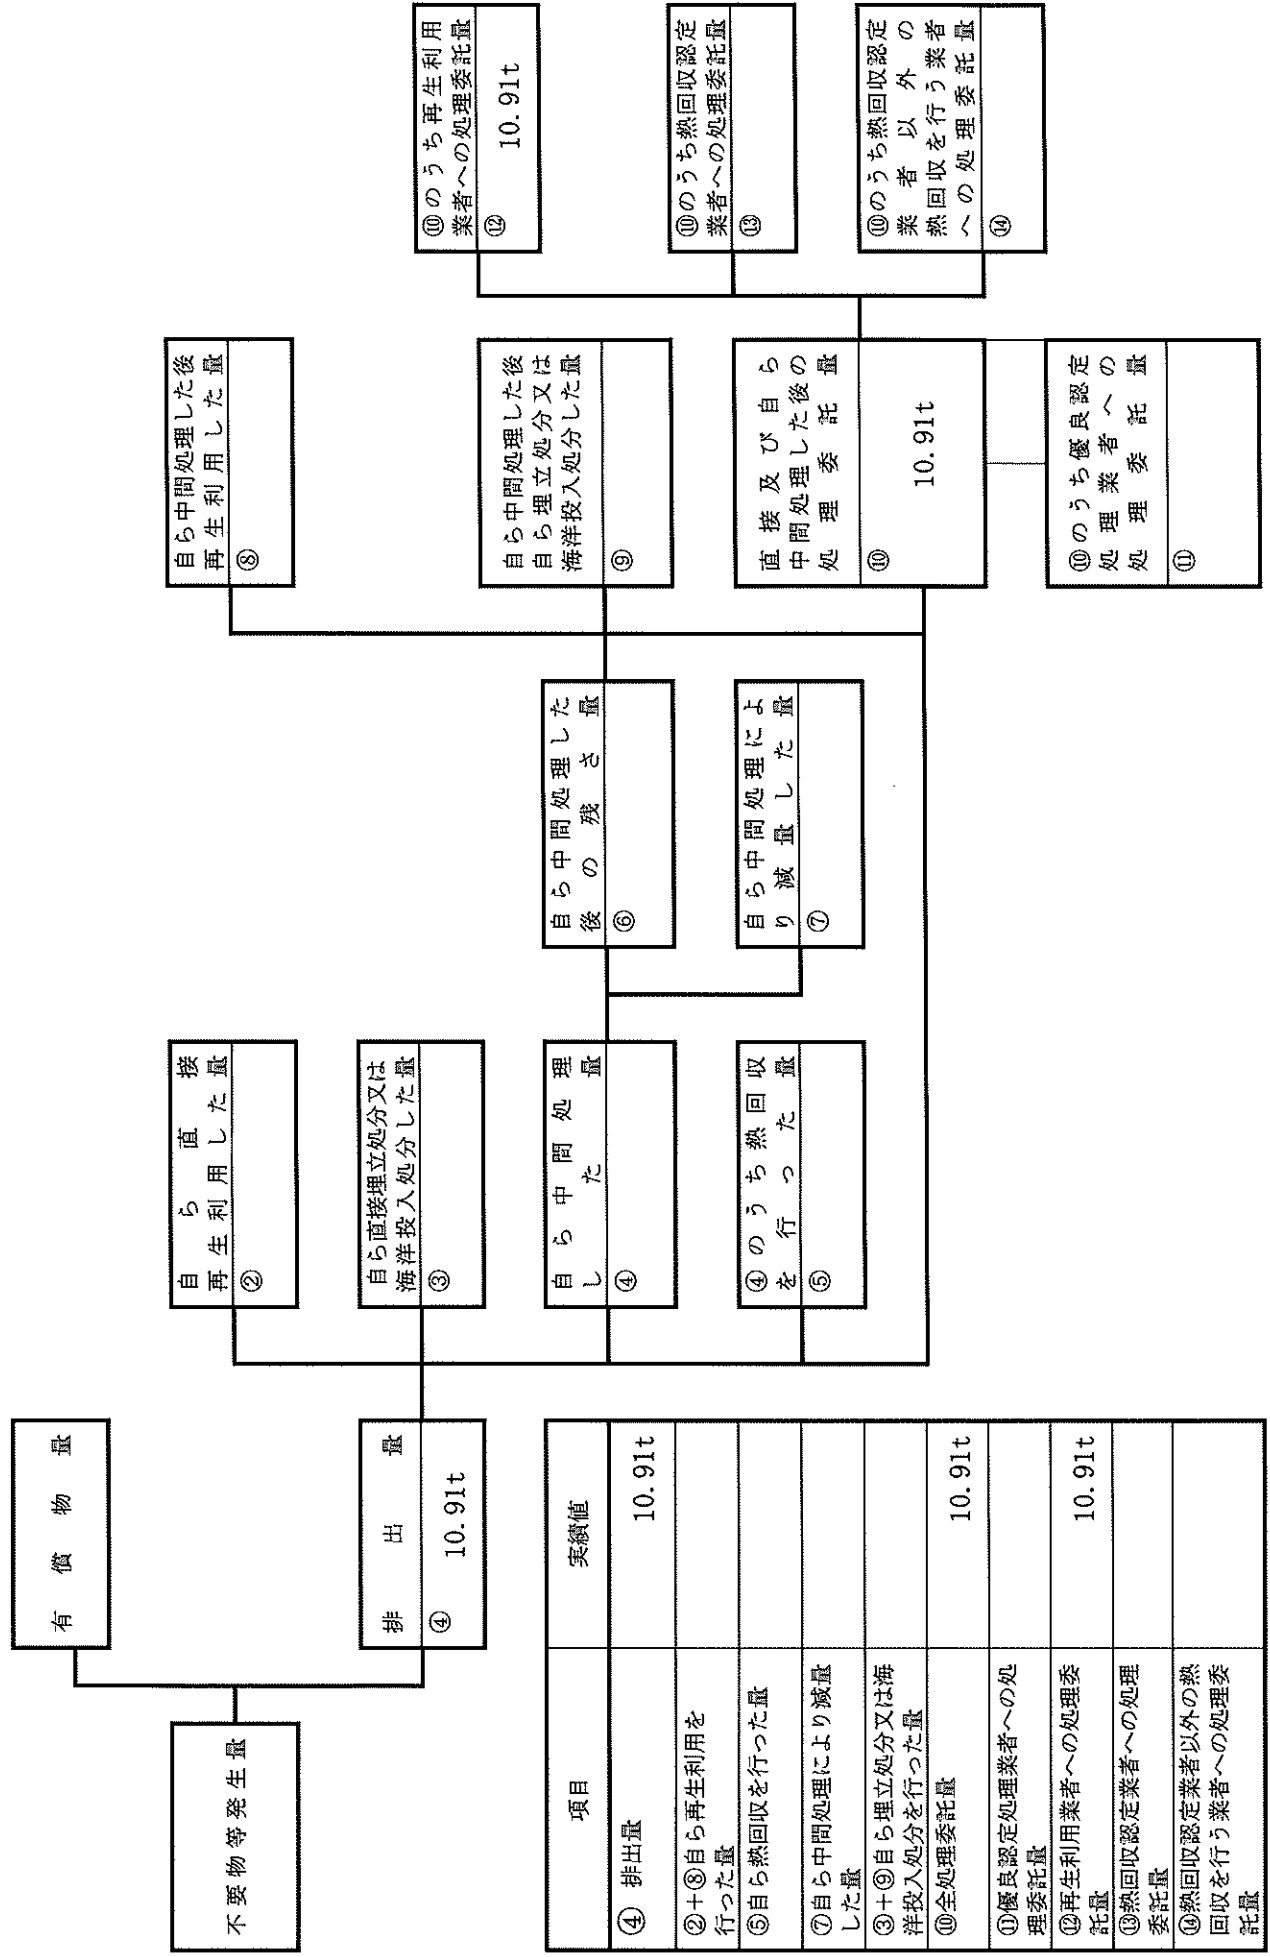 不要物等発生量
有償物量
排出量
④ 10.91t
自ら直接
再生利用した量
②
自ら直接埋立処分又は
海洋投入処分した量
③
自ら中間処理
した量
④
④のうち熱回収
を行った量
⑤
自ら中間処理した
後の残さ量
⑥
自ら中間処理によ
り減量した量
⑦
自ら中間処理した後
再生利用した量
⑧
自ら中間処理した後
自ら埋立処分又は
海洋投入処分した量
⑨
直接及び自ら
中間処理した後の
処理委託量
⑩
10.91t
⑩のうち優良認定
処理業者への
処理委託量
⑪
⑩のうち再生利用
業者への処理委託量
⑫ 10.91t
⑩のうち熱回収認定
業者への処理委託量
⑬
⑩のうち熱回収認定
業者以外の
熱回収を行う業者
への処理委託量
⑭
項目 実績値
④ 排出量 10.91t
②+⑧自ら再生利用を
行った量
⑤自ら熱回収を行った量
⑦自ら中間処理により減量
した量
③+⑨自ら埋立処分又は海
洋投入処分を行った量
⑩全処理委託量 10.91t
⑪優良認定処理業者への処
理委託量
⑫再生利用業者への処理委
託量 10.91t
⑬熱回収認定業者への処理
委託量
⑭熱回収認定業者以外の熱
回収を行う業者への処理委
託量